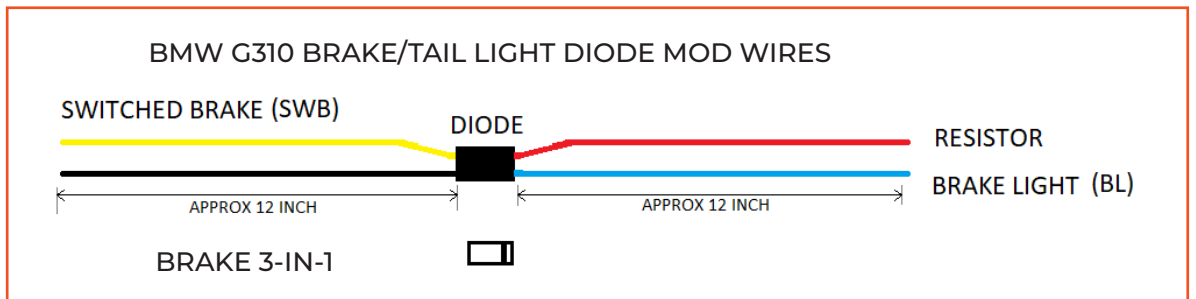 BMW G310 BRAKE/TAIL LIGHT DIODE MOD WIRES
SWITCHED BRAKE (SWB)
DIODE
RESISTOR
BRAKE LIGHT (BL)
APPROX 12 INCH
APPROX 12 INCH
BRAKE 3-IN-1